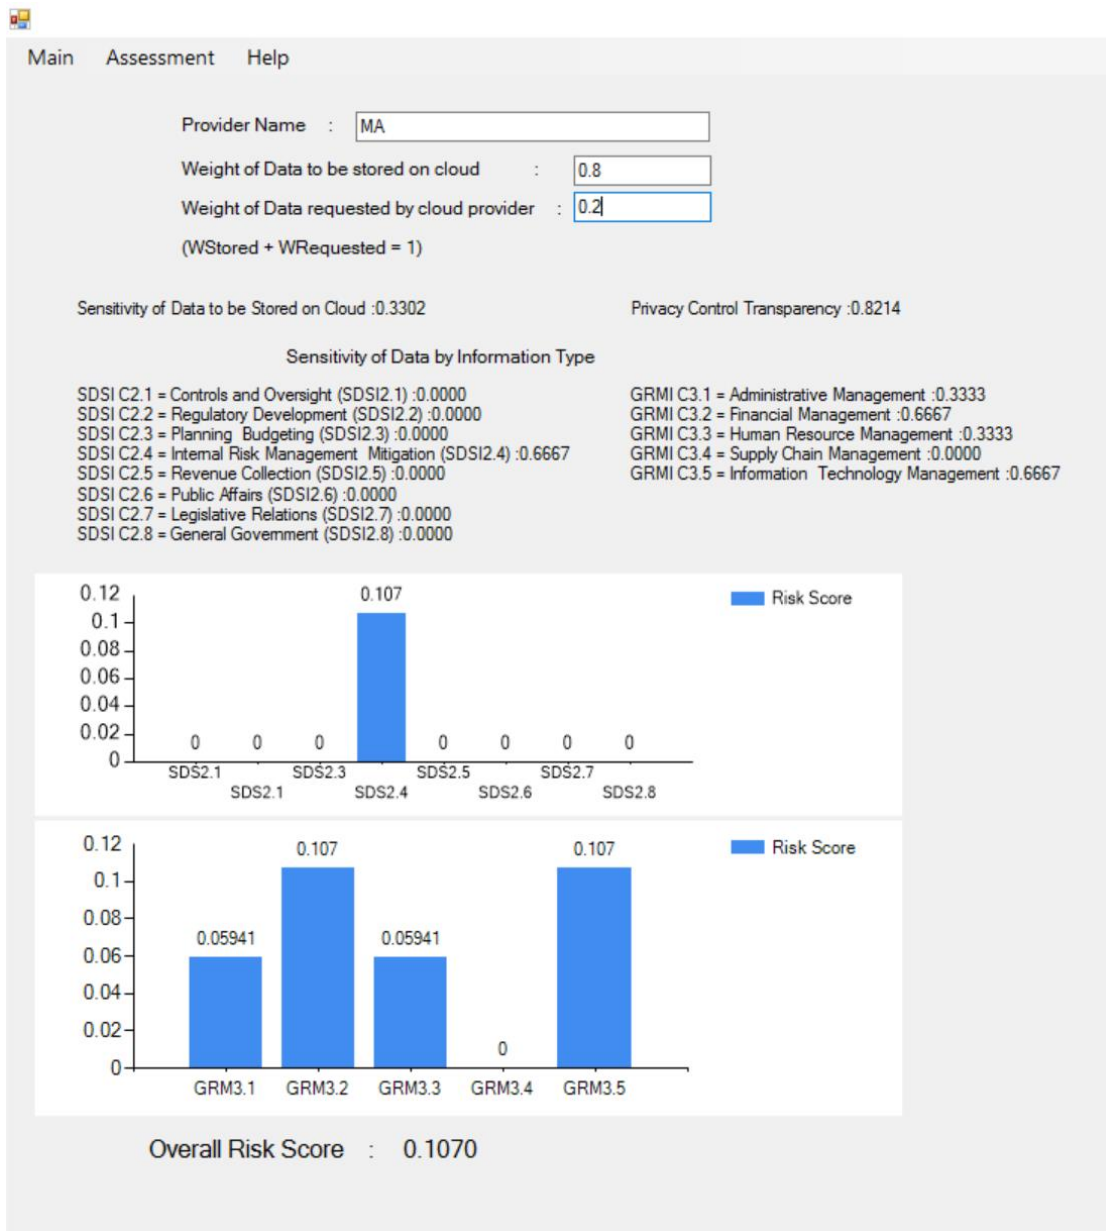 Main Assessment Help
Provider Name : MA
Weight of Data to be stored on cloud : 0.8
Weight of Data requested by cloud provider : 0.2
(WStored + WRequested = 1)
Sensitivity of Data to be Stored on Cloud :0.3302
Privacy Control Transparency :0.8214
Sensitivity of Data by Information Type
SDSI C2.1 = Controls and Oversight (SDSI2.1) :0.0000
SDSI C2.2 = Regulatory Development (SDSI2.2) :0.0000
SDSI C2.3 = Planning Budgeting (SDSI2.3) :0.0000
SDSI C2.4 = Internal Risk Management Mitigation (SDSI2.4) :0.6667
SDSI C2.5 = Revenue Collection (SDSI2.5) :0.0000
SDSI C2.6 = Public Affairs (SDSI2.6) :0.0000
SDSI C2.7 = Legislative Relations (SDSI2.7) :0.0000
SDSI C2.8 = General Government (SDSI2.8) :0.0000
GRMI C3.1 = Administrative Management :0.3333
GRMI C3.2 = Financial Management :0.6667
GRMI C3.3 = Human Resource Management :0.3333
GRMI C3.4 = Supply Chain Management :0.0000
GRMI C3.5 = Information Technology Management :0.6667
0.12
0.1
0.08
0.06
0.04
0.02
0
0 0 0 0.107 0 0 0 0
SDS2.1 SDS2.3 SDS2.5 SDS2.7
SDS2.1 SDS2.4 SDS2.6 SDS2.8
Risk Score
0.12
0.1
0.08
0.06
0.04
0.02
0
0.05941 0.107 0.05941 0 0.107
GRM3.1 GRM3.2 GRM3.3 GRM3.4 GRM3.5
Risk Score
Overall Risk Score : 0.1070